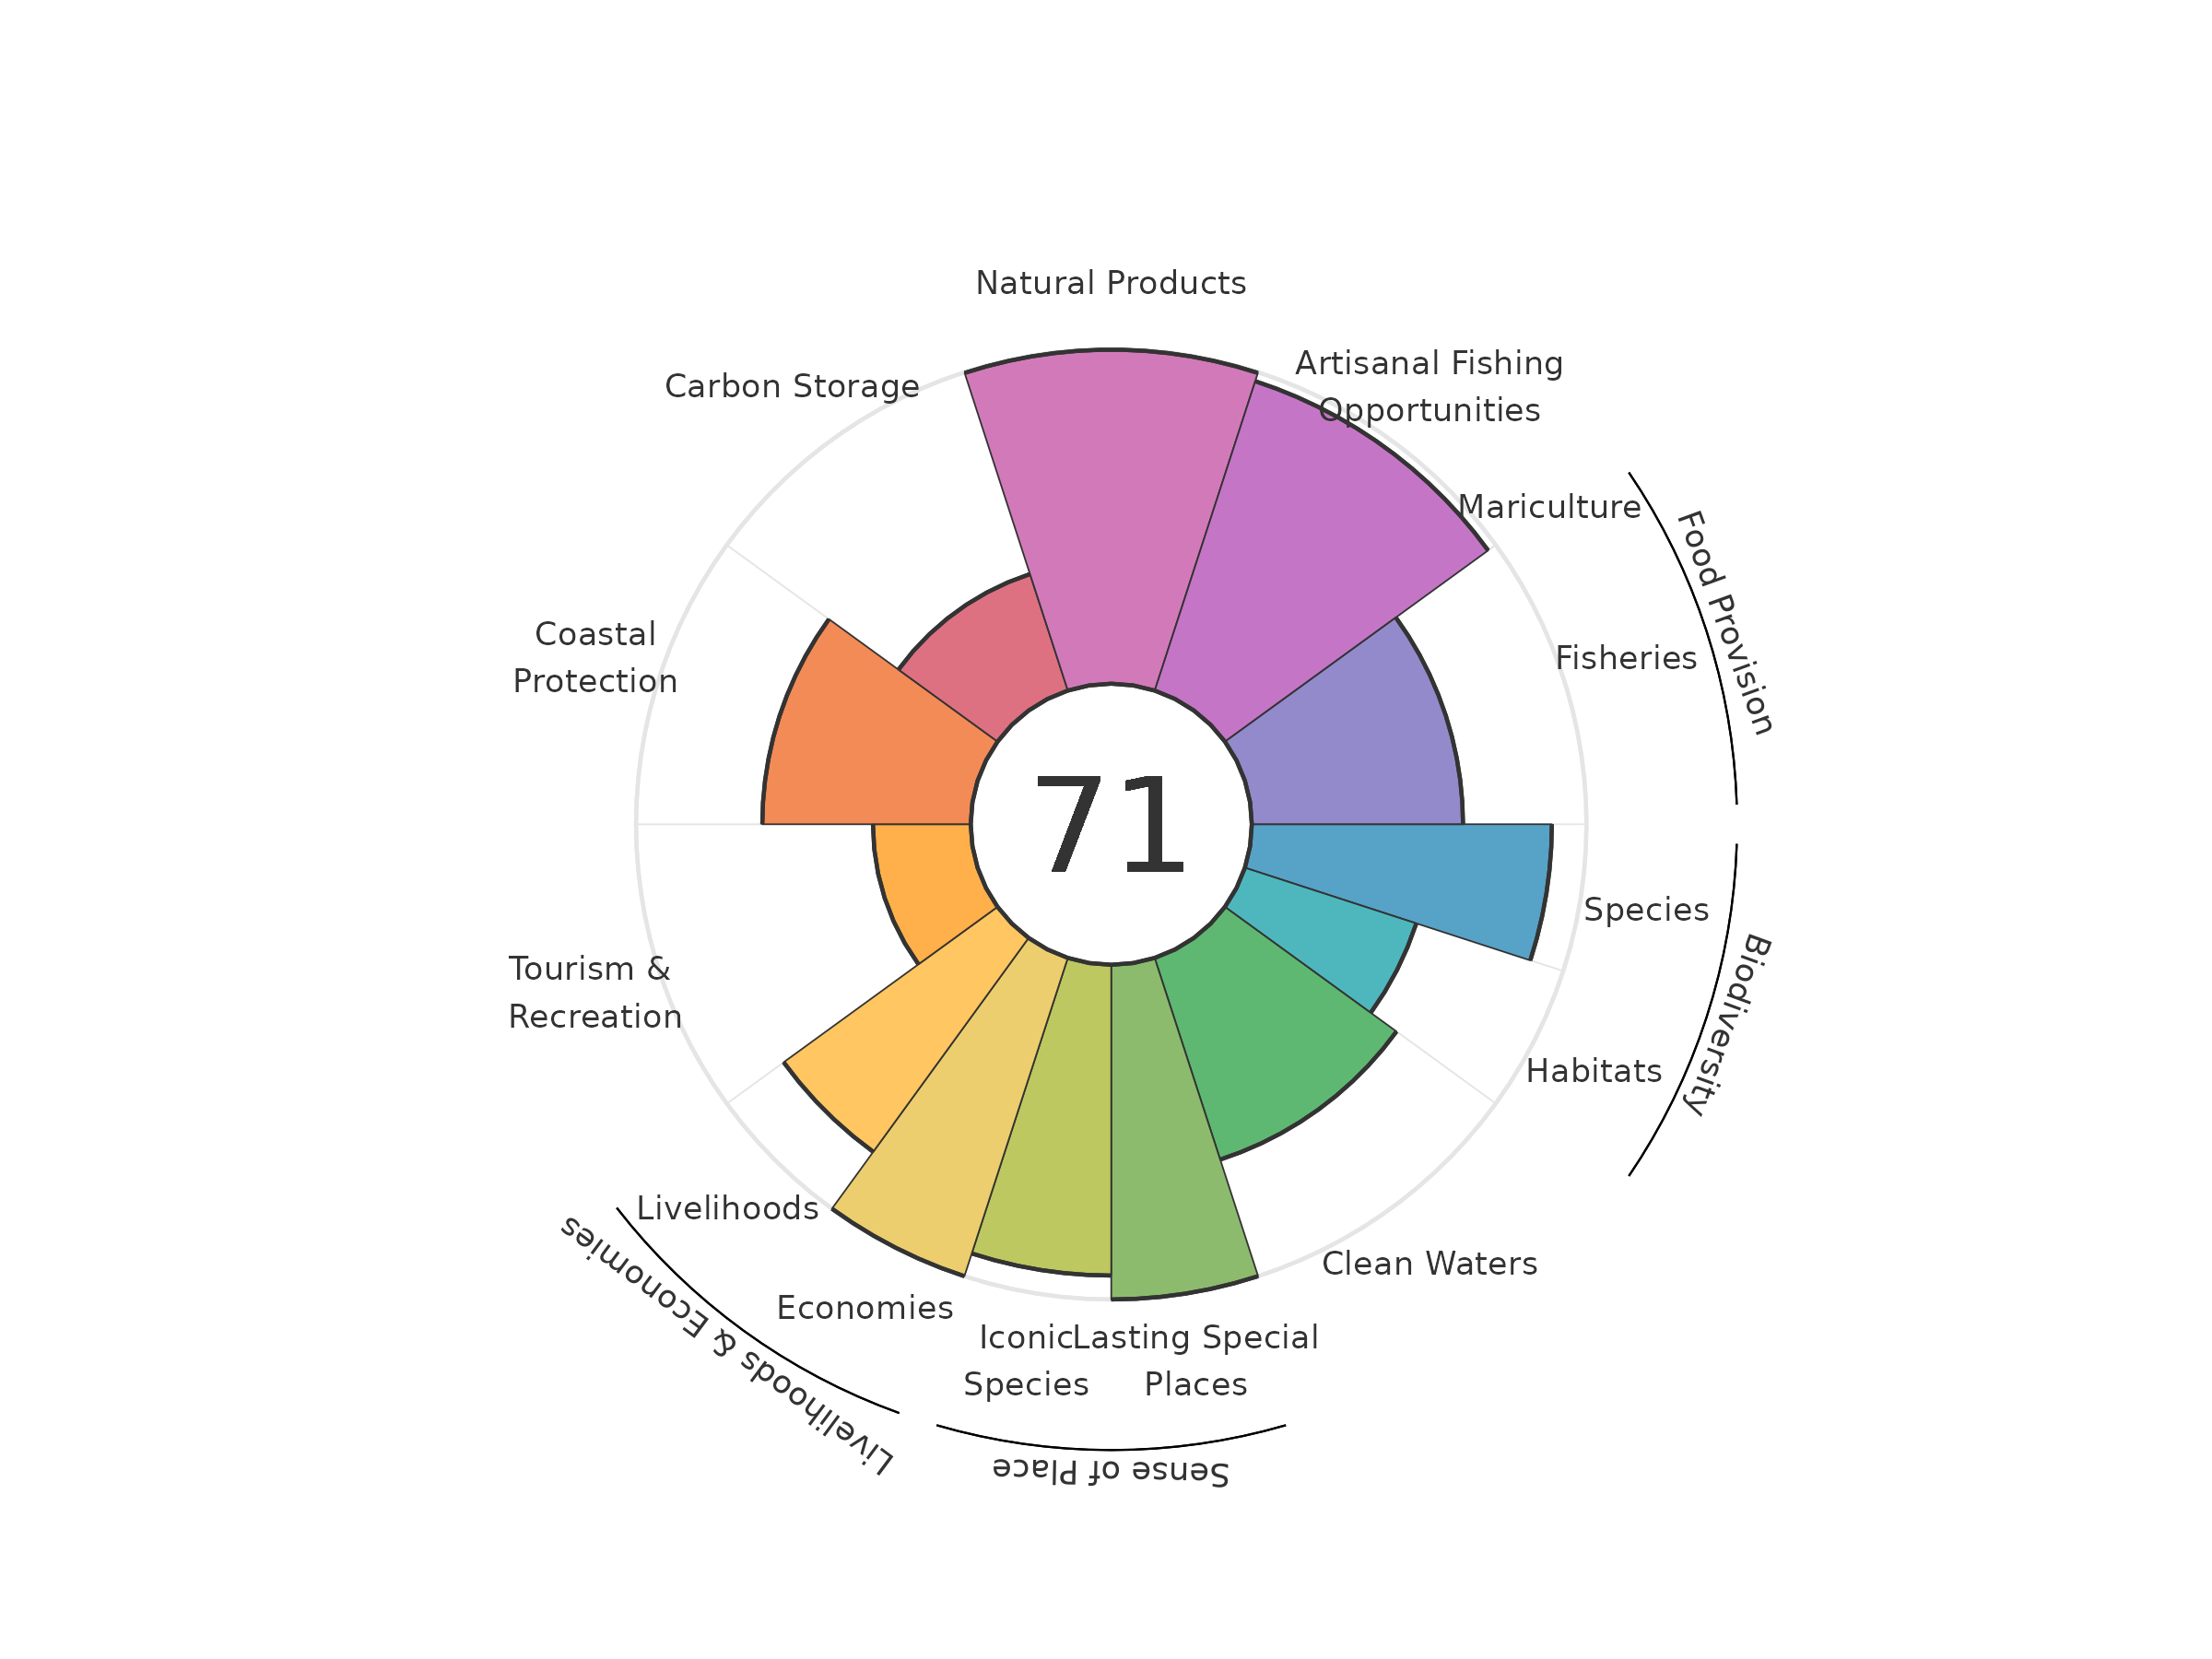 Natural Products
Artisanal Fishing
Opportunities
Carbon Storage
Mariculture
Food Provision
Fisheries
Coastal
Protection
71
Species
Biodiversity
Habitats
Tourism &
Recreation
Livelihoods
Clean Waters
Economies
Livelihoods & Economies
Iconic
Species
Lasting Special
Places
Sense of Place